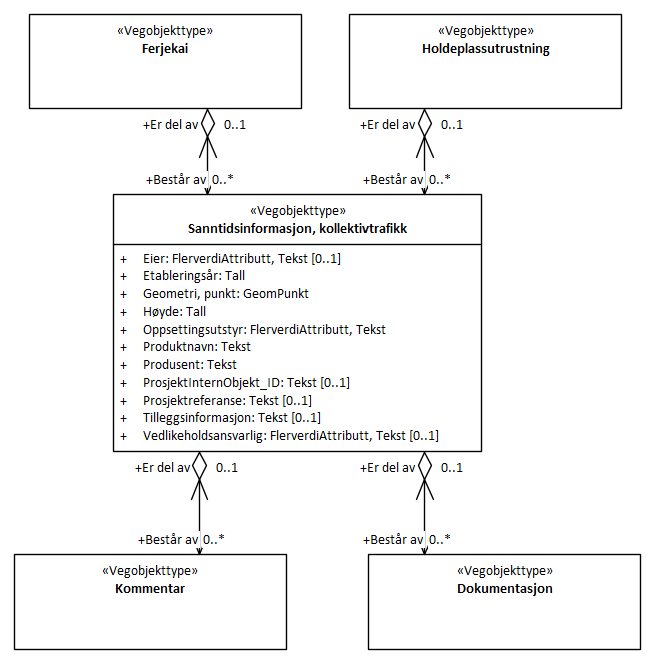 «Vegobjekttype»
Ferjekai
«Vegobjekttype»
Holdeplassutrustning
+Er del av 0..1
+Er del av 0..1
+Består av 0..*
+Består av 0..*
«Vegobjekttype»
Sanntidsinformasjon, kollektivtrafikk
+ Eier: FlerverdiAttributt, Tekst [0..1]
+ Etableringsår: Tall
+ Geometri, punkt: GeomPunkt
+ Høyde: Tall
+ Oppsettingsutstyr: FlerverdiAttributt, Tekst
+ Produktnavn: Tekst
+ Produsent: Tekst
+ ProsjektInternObjekt_ID: Tekst [0..1]
+ Prosjektreferanse: Tekst [0..1]
+ Tilleggsinformasjon: Tekst [0..1]
+ Vedlikeholdsansvarlig: FlerverdiAttributt, Tekst [0..1]
+Er del av 0..1
+Er del av 0..1
+Består av 0..*
+Består av 0..*
«Vegobjekttype»
Kommentar
«Vegobjekttype»
Dokumentasjon